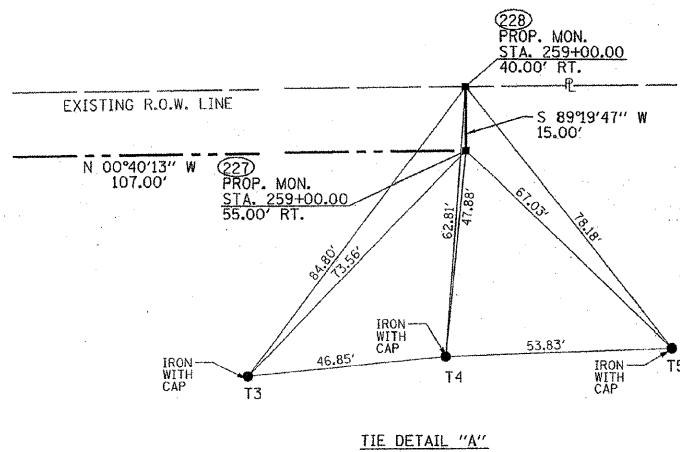 228
PROP. MON.
STA. 259+00.00
40.00' RT.
EXISTING R.O.W. LINE
PL
S 89°19'47" W
15.00'
N 00°40'13" W
107.00'
227
PROP. MON.
STA. 259+00.00
55.00' RT.
84.80'
73.56'
62.81'
47.88'
67.03'
78.18'
IRON
WITH
CAP
46.85'
IRON
WITH
CAP
53.83'
IRON
WITH
CAP
T3
T4
T5
TIE DETAIL "A"